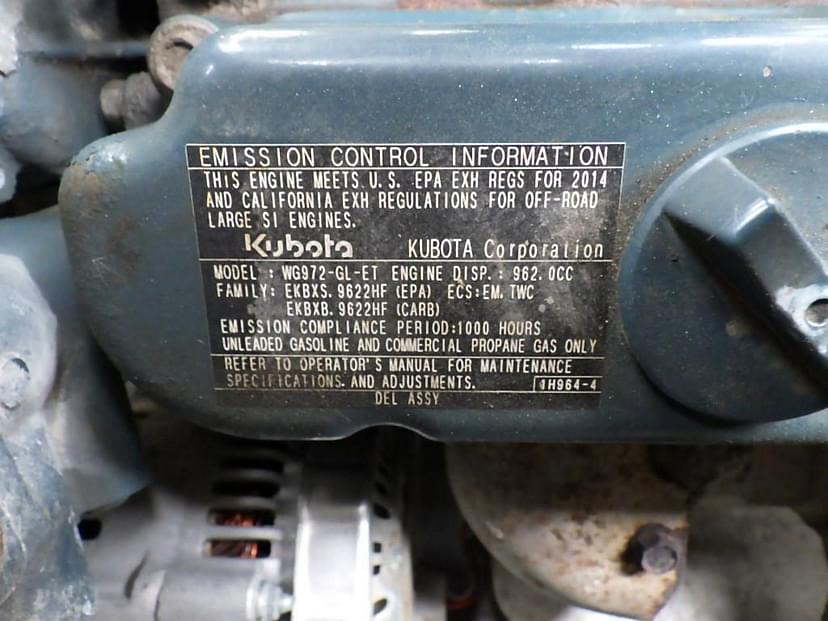 EMISSION CONTROL INFORMATION
THIS ENGINE MEETS U.S. EPA EXH REGS FOR 2014
AND CALIFORNIA EXH REGULATIONS FOR OFF-ROAD
LARGE SI ENGINES.
Kubota KUBOTA Corporation
MODEL : WG972-GL-ET ENGINE DISP.: 962.0CC
FAMILY: EKBXS.9622HF (EPA) ECS:EM,TWC
EKBXB.9622HF (CARB)
EMISSION COMPLIANCE PERIOD:1000 HOURS
UNLEADED GASOLINE AND COMMERCIAL PROPANE GAS ONLY
REFER TO OPERATOR'S MANUAL FOR MAINTENANCE
SPECIFICATIONS. AND ADJUSTMENTS. 1H964-4
DEL ASSY